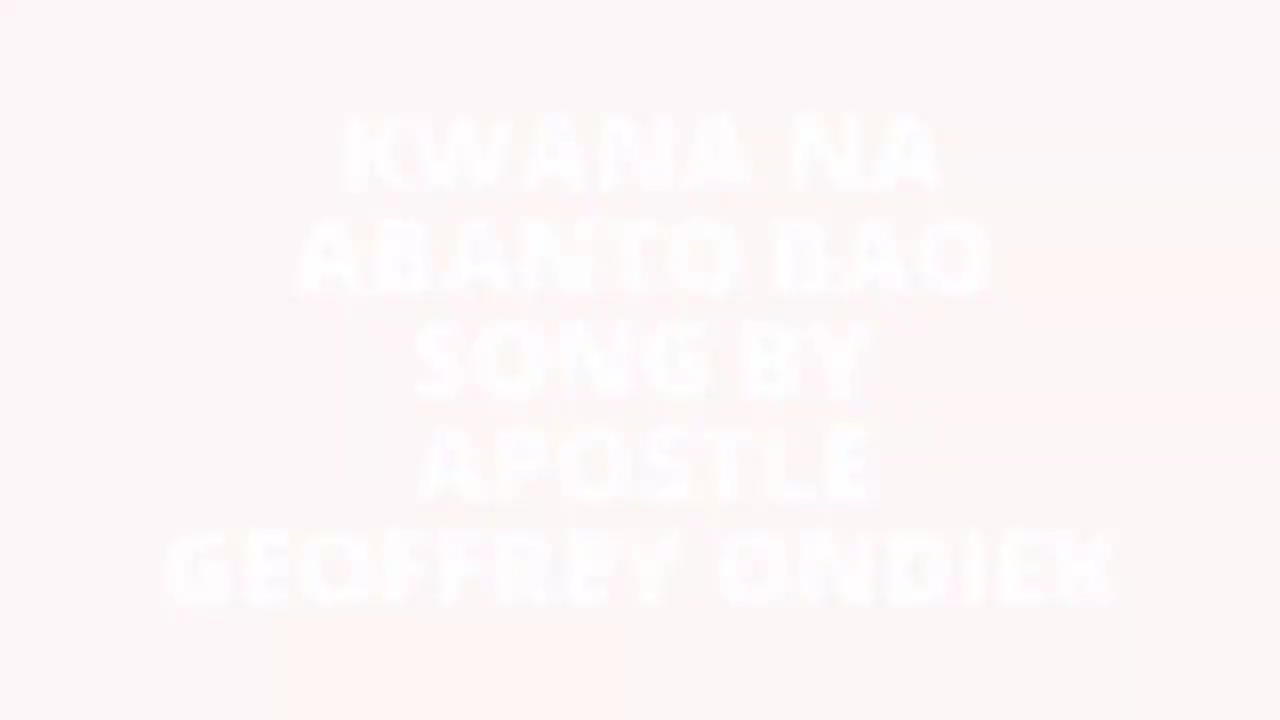 KWANA NA
ABANTO BAO
SONG BY
APOSTLE
GEOFFREY ONDIEK